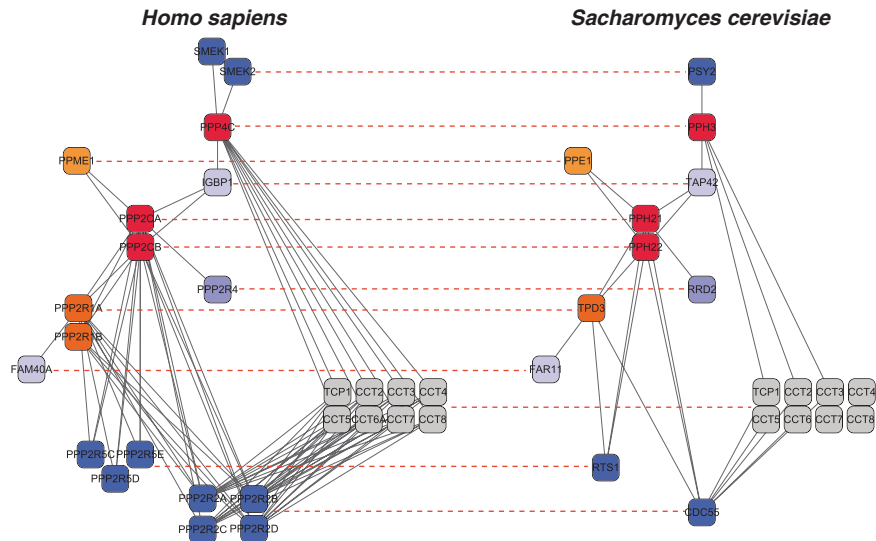 Homo sapiens
Sacharomyces cerevisiae
SMEK1
SMEK2
PSY2
PPP4C
PPH3
PPME1
PPE1
IGBP1
TAP42
PPP2CA
PPH21
PPP2CB
PPH22
PPP2R4
RRD2
PPP2R1A
TPD3
PPP2R1B
FAM40A
FAR11
TCP1 CCT2 CCT3 CCT4
TCP1 CCT2 CCT3 CCT4
CCT5 CCT6A CCT7 CCT8
CCT5 CCT6 CCT7 CCT8
PPP2R5C PPP2R5E
RTS1
PPP2R5D
PPP2R2A PPP2R2B
CDC55
PPP2R2C PPP2R2D